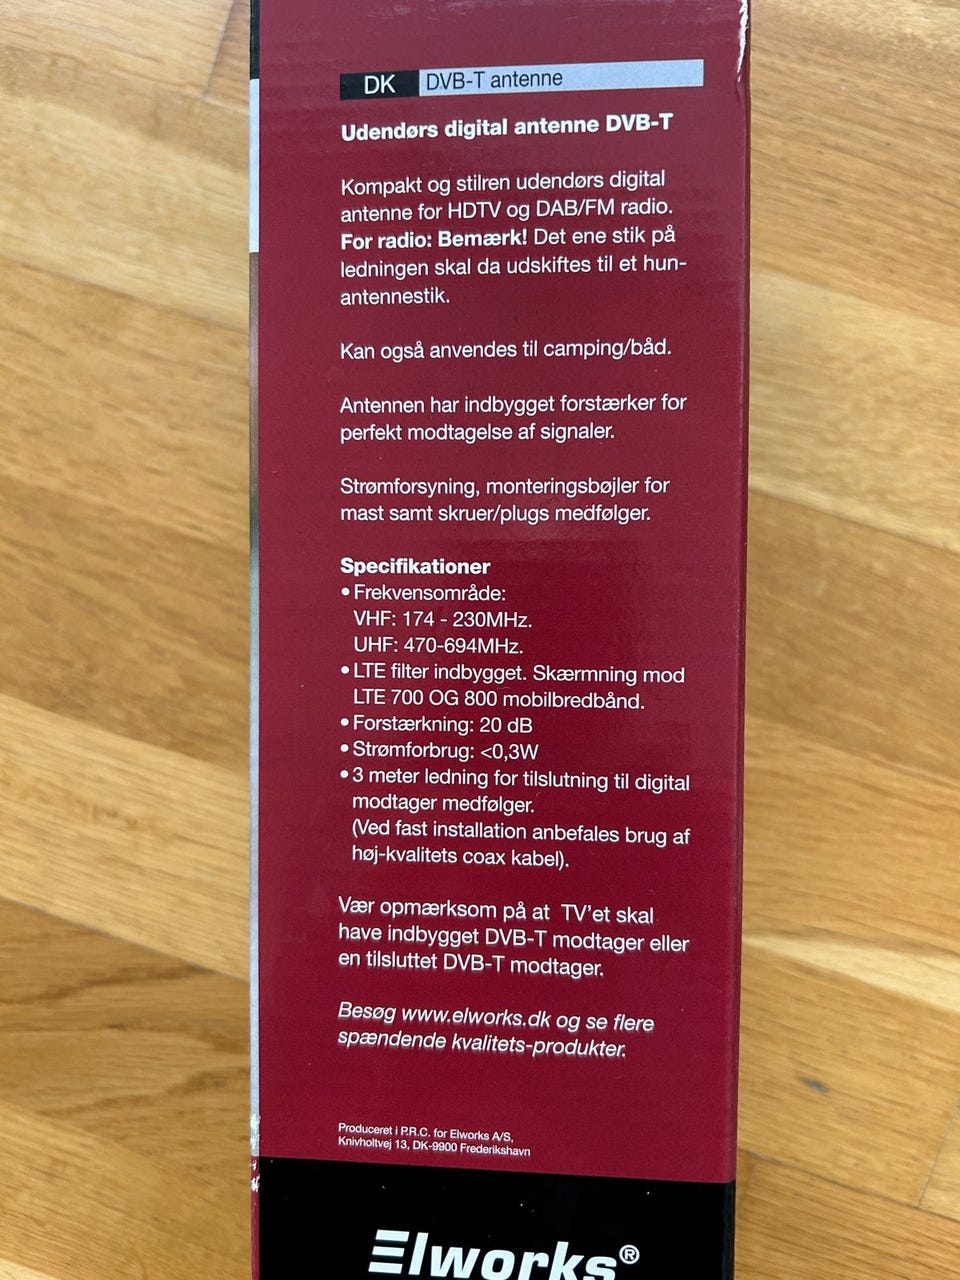 DK DVB-T antenne
Udendørs digital antenne DVB-T
Kompakt og stilren udendørs digital
antenne for HDTV og DAB/FM radio.
For radio: Bemærk! Det ene stik på
ledningen skal da udskiftes til et hun-
antennestik.
Kan også anvendes til camping/båd.
Antennen har indbygget forstærker for
perfekt modtagelse af signaler.
Strømforsyning, monteringsbøjler for
mast samt skruer/plugs medfølger.
Specifikationer
• Frekvensområde:
VHF: 174 - 230MHz.
UHF: 470-694MHz.
• LTE filter indbygget. Skærmning mod
LTE 700 OG 800 mobilbredbånd.
• Forstærkning: 20 dB
• Strømforbrug: <0,3W
• 3 meter ledning for tilslutning til digital
modtager medfølger.
(Ved fast installation anbefales brug af
høj-kvalitets coax kabel).
Vær opmærksom på at TV'et skal
have indbygget DVB-T modtager eller
en tilsluttet DVB-T modtager.
Besøg www.elworks.dk og se flere
spændende kvalitets-produkter.
Produceret i P.R.C. for Elworks A/S,
Knivholtvej 13, DK-9900 Frederikshavn
Elworks®